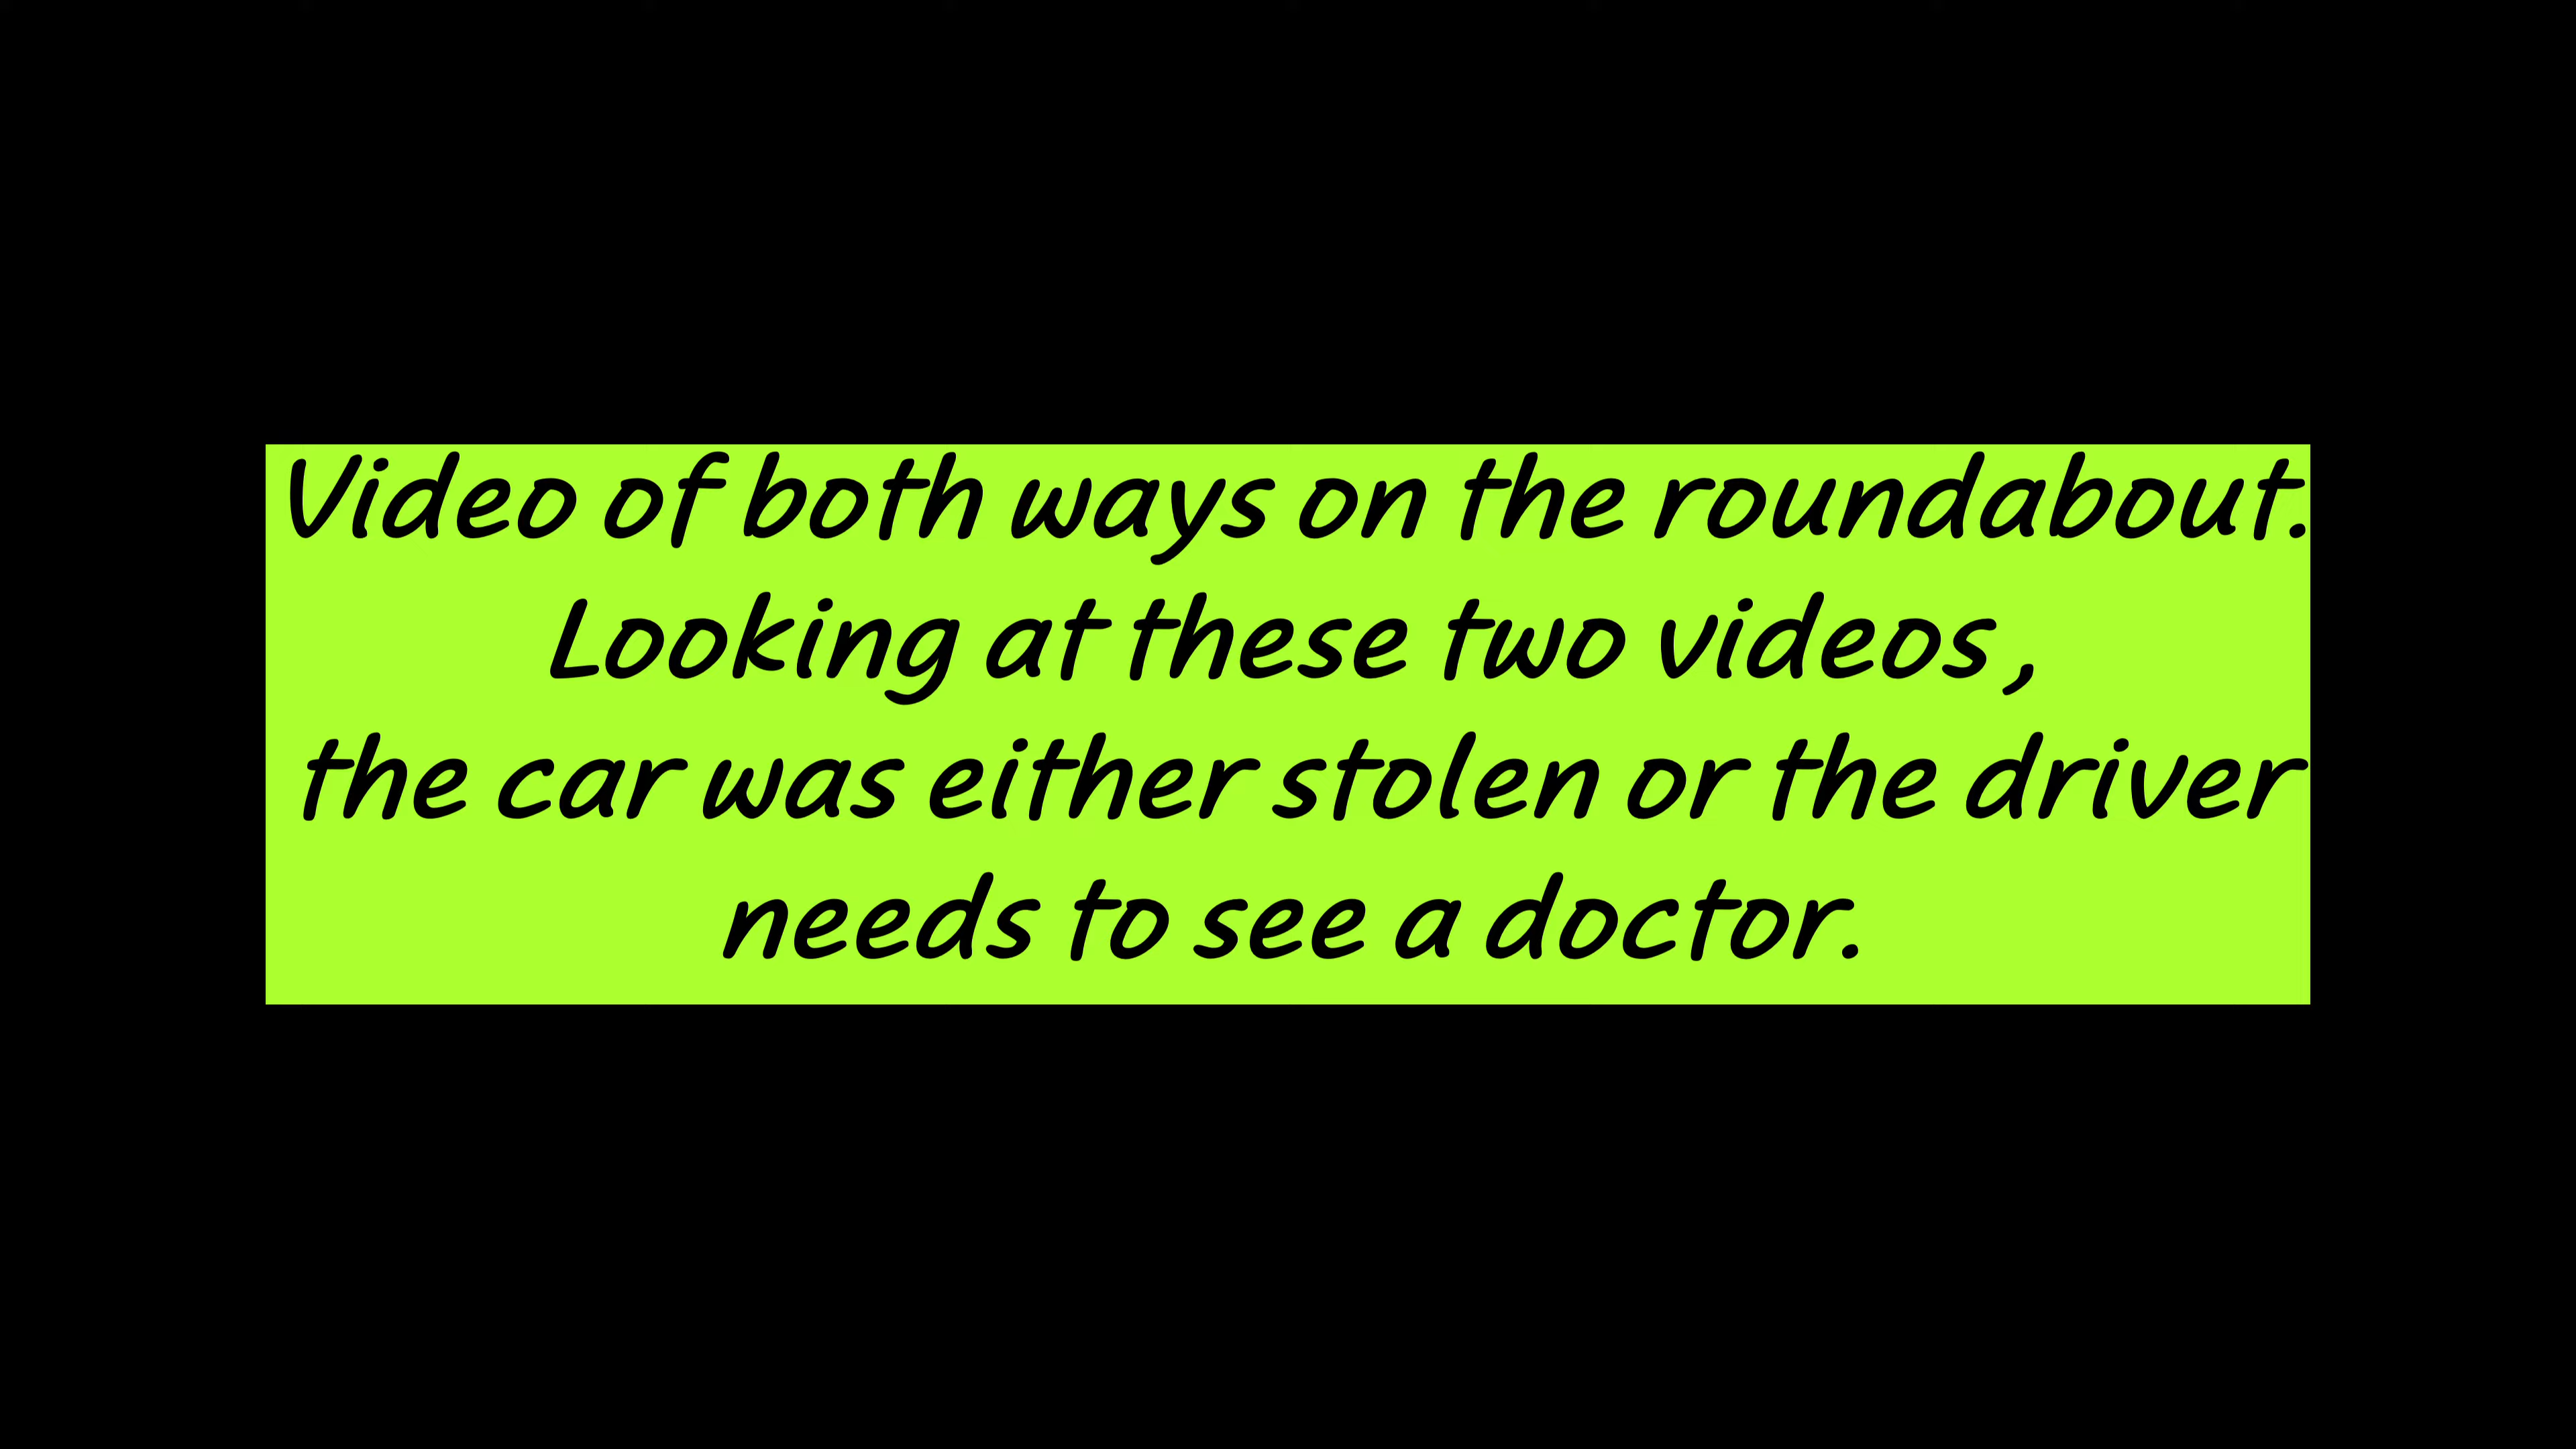 Video of both ways on the roundabout.
Looking at these two videos,
the car was either stolen or the driver
needs to see a doctor.